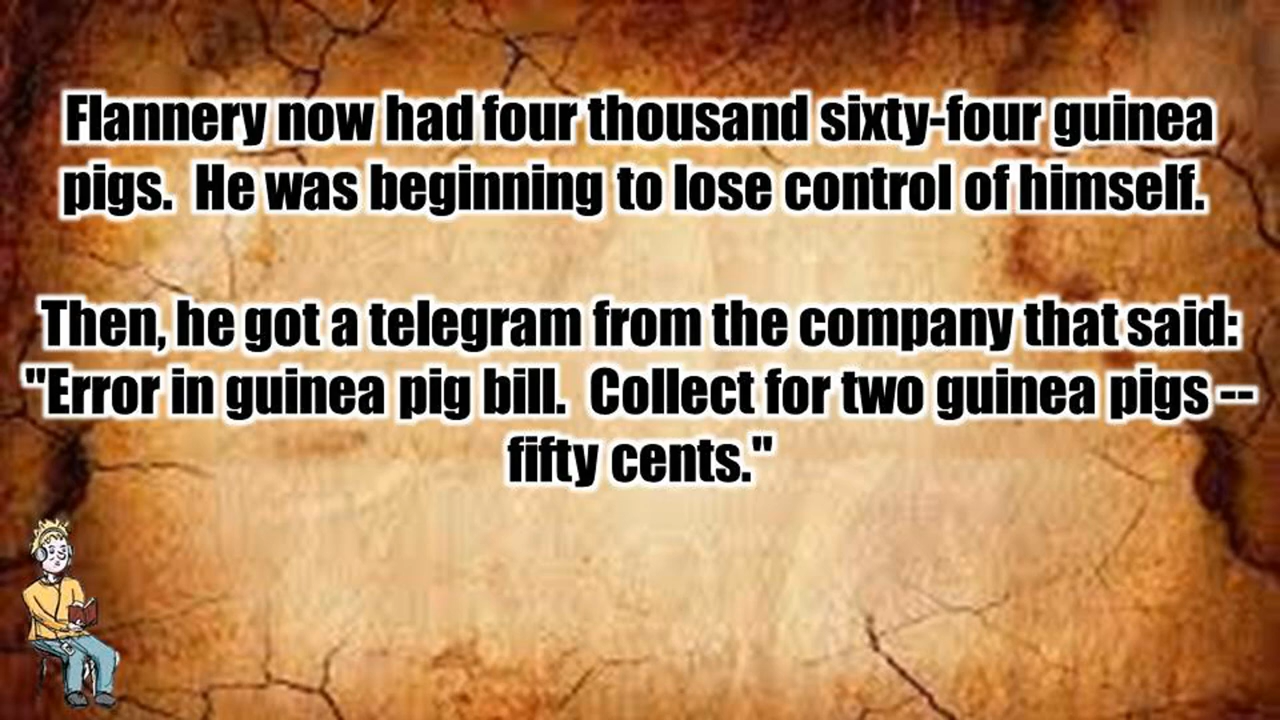 Flannery now had four thousand sixty-four guinea
pigs.  He was beginning to lose control of himself.
Then, he got a telegram from the company that said:
"Error in guinea pig bill.  Collect for two guinea pigs --
fifty cents."